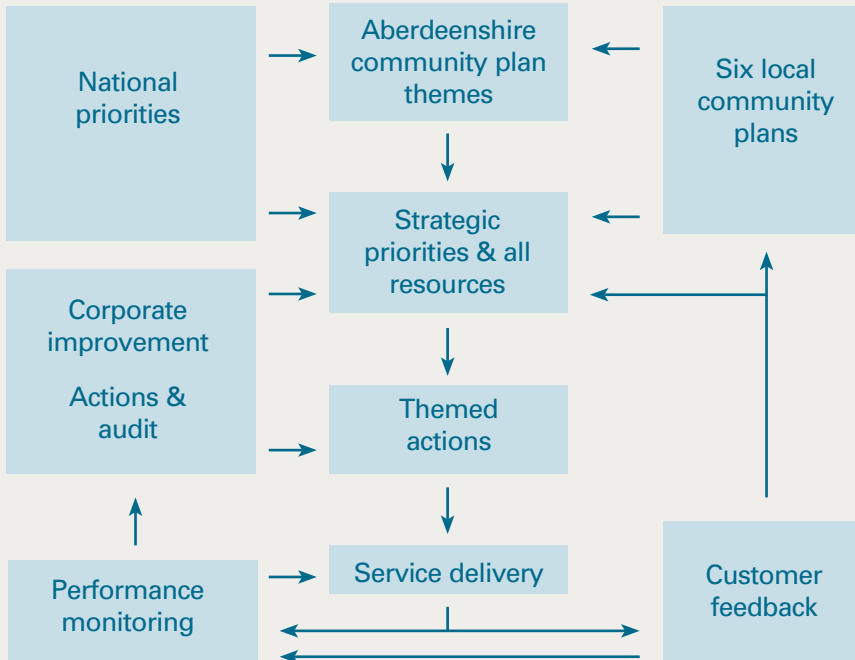 National
priorities
Aberdeenshire
community plan
themes
Six local
community
plans
Strategic
priorities & all
resources
Corporate
improvement
Actions &
audit
Themed
actions
Performance
monitoring
Service delivery
Customer
feedback